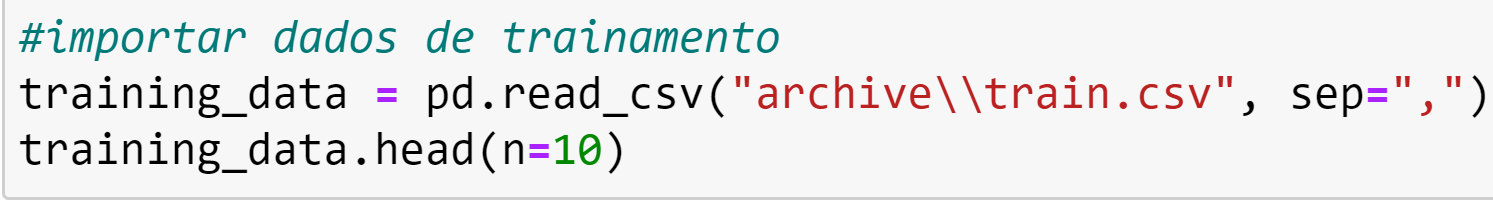 #importar dados de trainamento
training_data = pd.read_csv("archive\\train.csv", sep=",")
training_data.head(n=10)